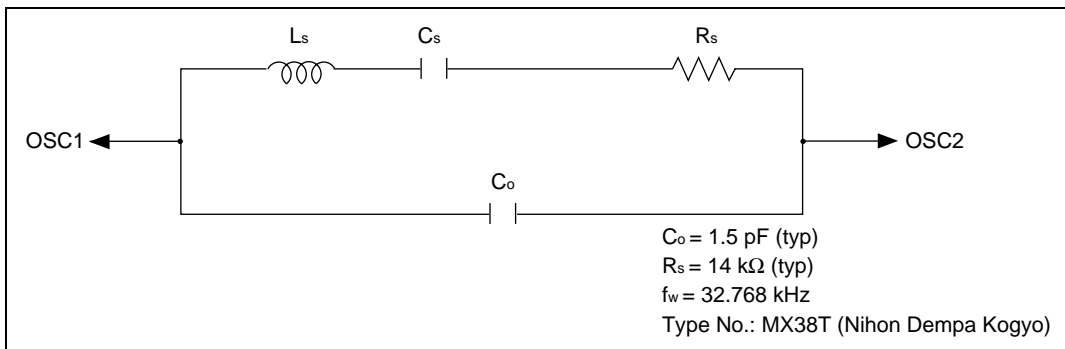 Ls
Cs
Rs
OSC1
OSC2
Co
Co = 1.5 pF (typ)
Rs = 14 kΩ (typ)
fw = 32.768 kHz
Type No.: MX38T (Nihon Dempa Kogyo)